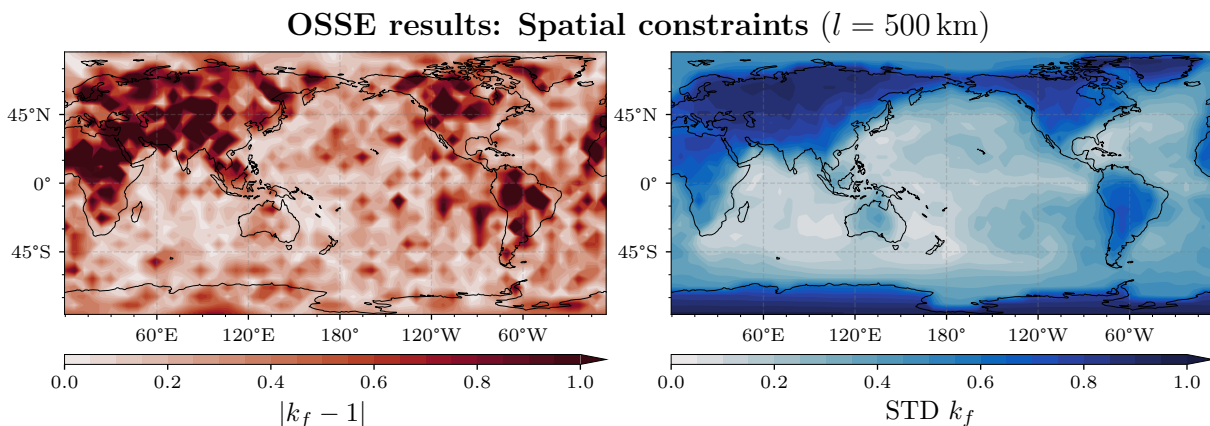 OSSE results: Spatial constraints (l = 500 km)
45°N
0°
45°S
60°E 120°E 180° 120°W 60°W
0.0 0.2 0.4 0.6 0.8 1.0
|k_f − 1|
45°N
0°
45°S
60°E 120°E 180° 120°W 60°W
0.0 0.2 0.4 0.6 0.8 1.0
STD k_f